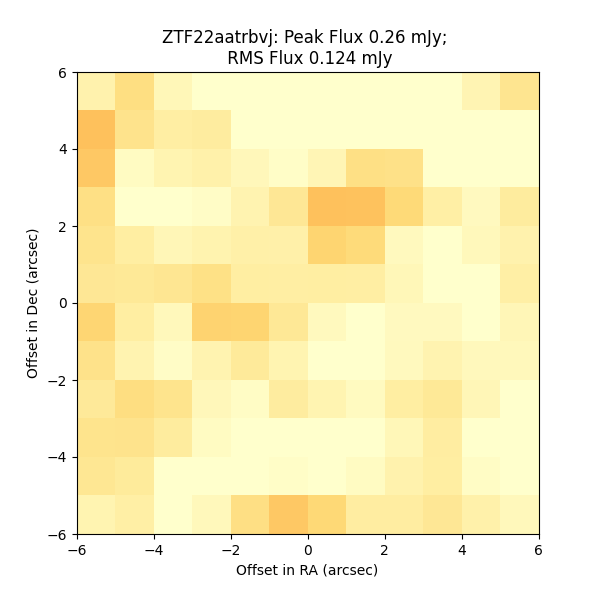 ZTF22aatrbvj: Peak Flux 0.26 mJy;
RMS Flux 0.124 mJy
6
4
2
0
−2
−4
−6
Offset in Dec (arcsec)
−6 −4 −2 0 2 4 6
Offset in RA (arcsec)